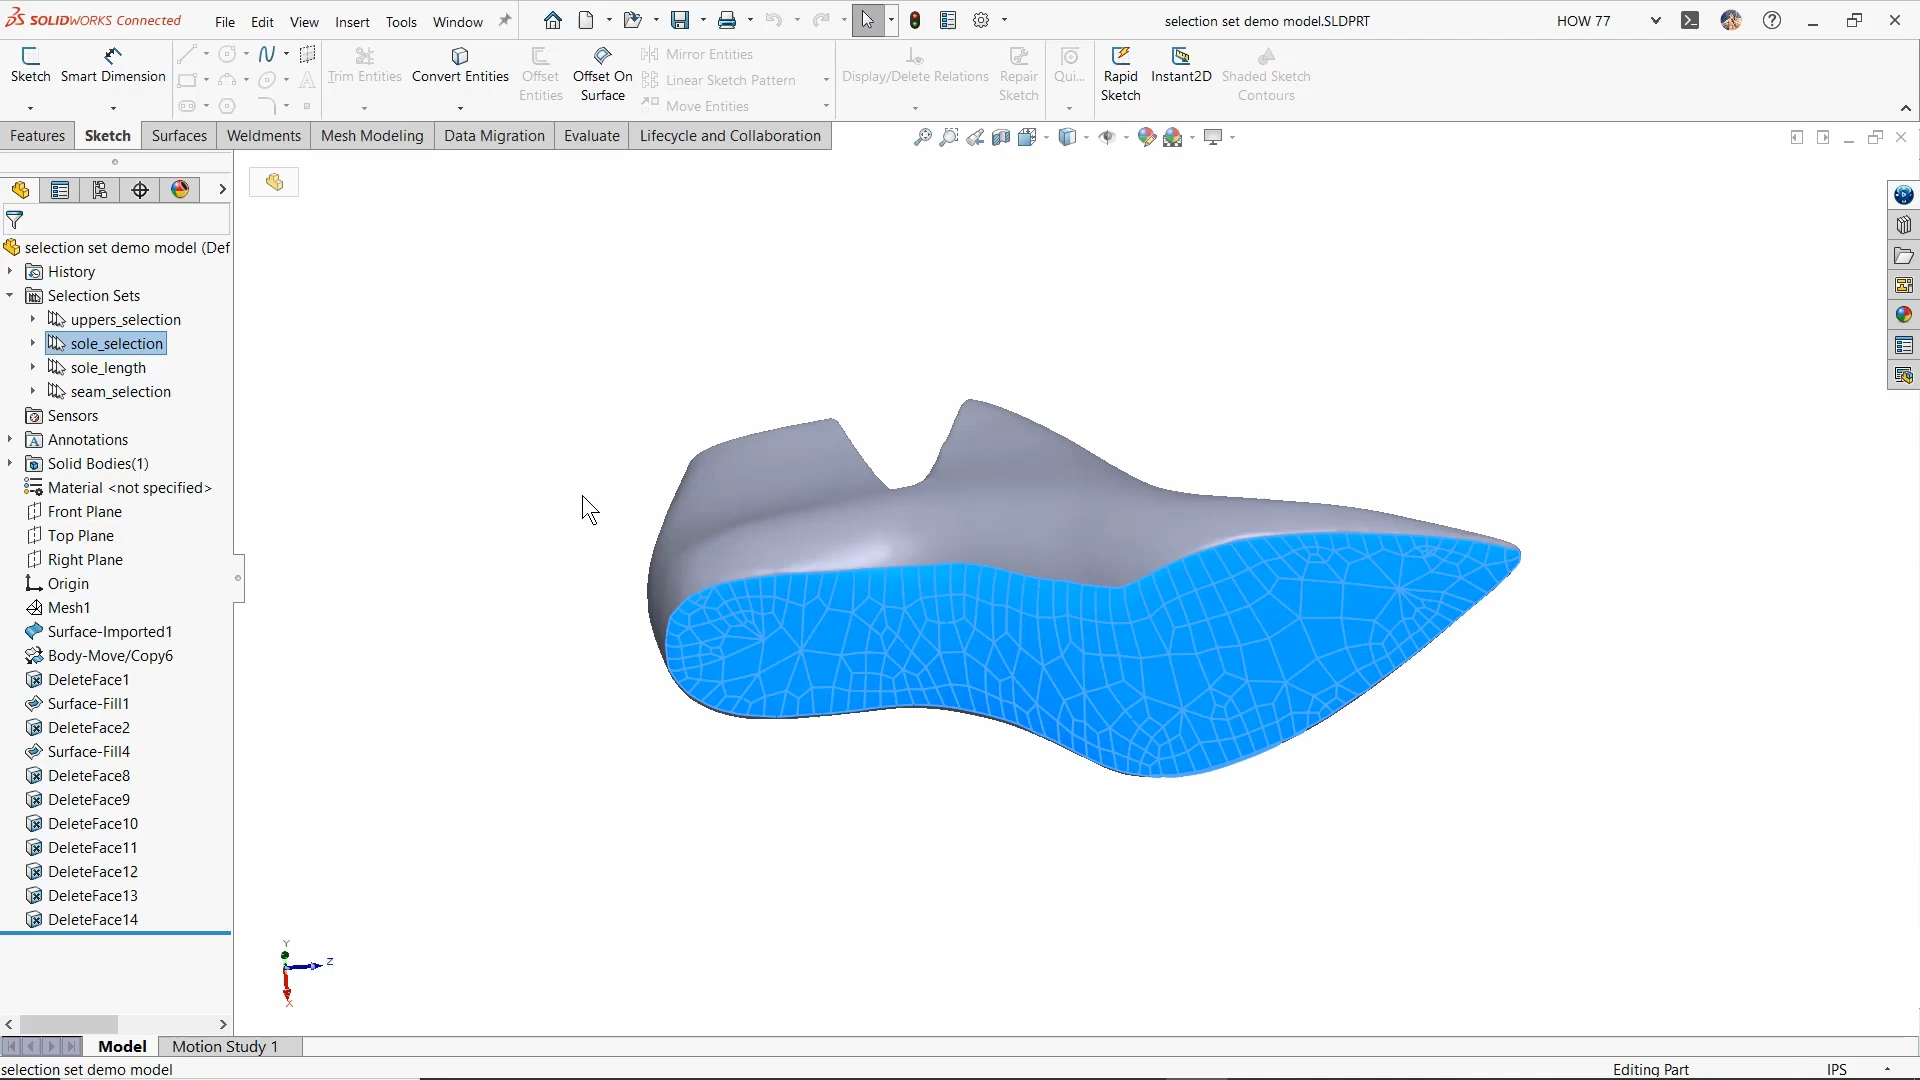 SOLIDWORKS Connected
File Edit View Insert Tools Window
selection set demo model.SLDPRT
HOW 77
Sketch
Smart Dimension
Trim Entities
Convert Entities
Offset Entities
Offset On Surface
Mirror Entities
Linear Sketch Pattern
Move Entities
Display/Delete Relations
Repair Sketch
Qui...
Rapid Sketch
Instant2D
Shaded Sketch Contours
Features Sketch Surfaces Weldments Mesh Modeling Data Migration Evaluate Lifecycle and Collaboration
selection set demo model (Def
History
Selection Sets
uppers_selection
sole_selection
sole_length
seam_selection
Sensors
Annotations
Solid Bodies(1)
Material <not specified>
Front Plane
Top Plane
Right Plane
Origin
Mesh1
Surface-Imported1
Body-Move/Copy6
DeleteFace1
Surface-Fill1
DeleteFace2
Surface-Fill4
DeleteFace8
DeleteFace9
DeleteFace10
DeleteFace11
DeleteFace12
DeleteFace13
DeleteFace14
Y
Z
X
Model Motion Study 1
selection set demo model
Editing Part
IPS